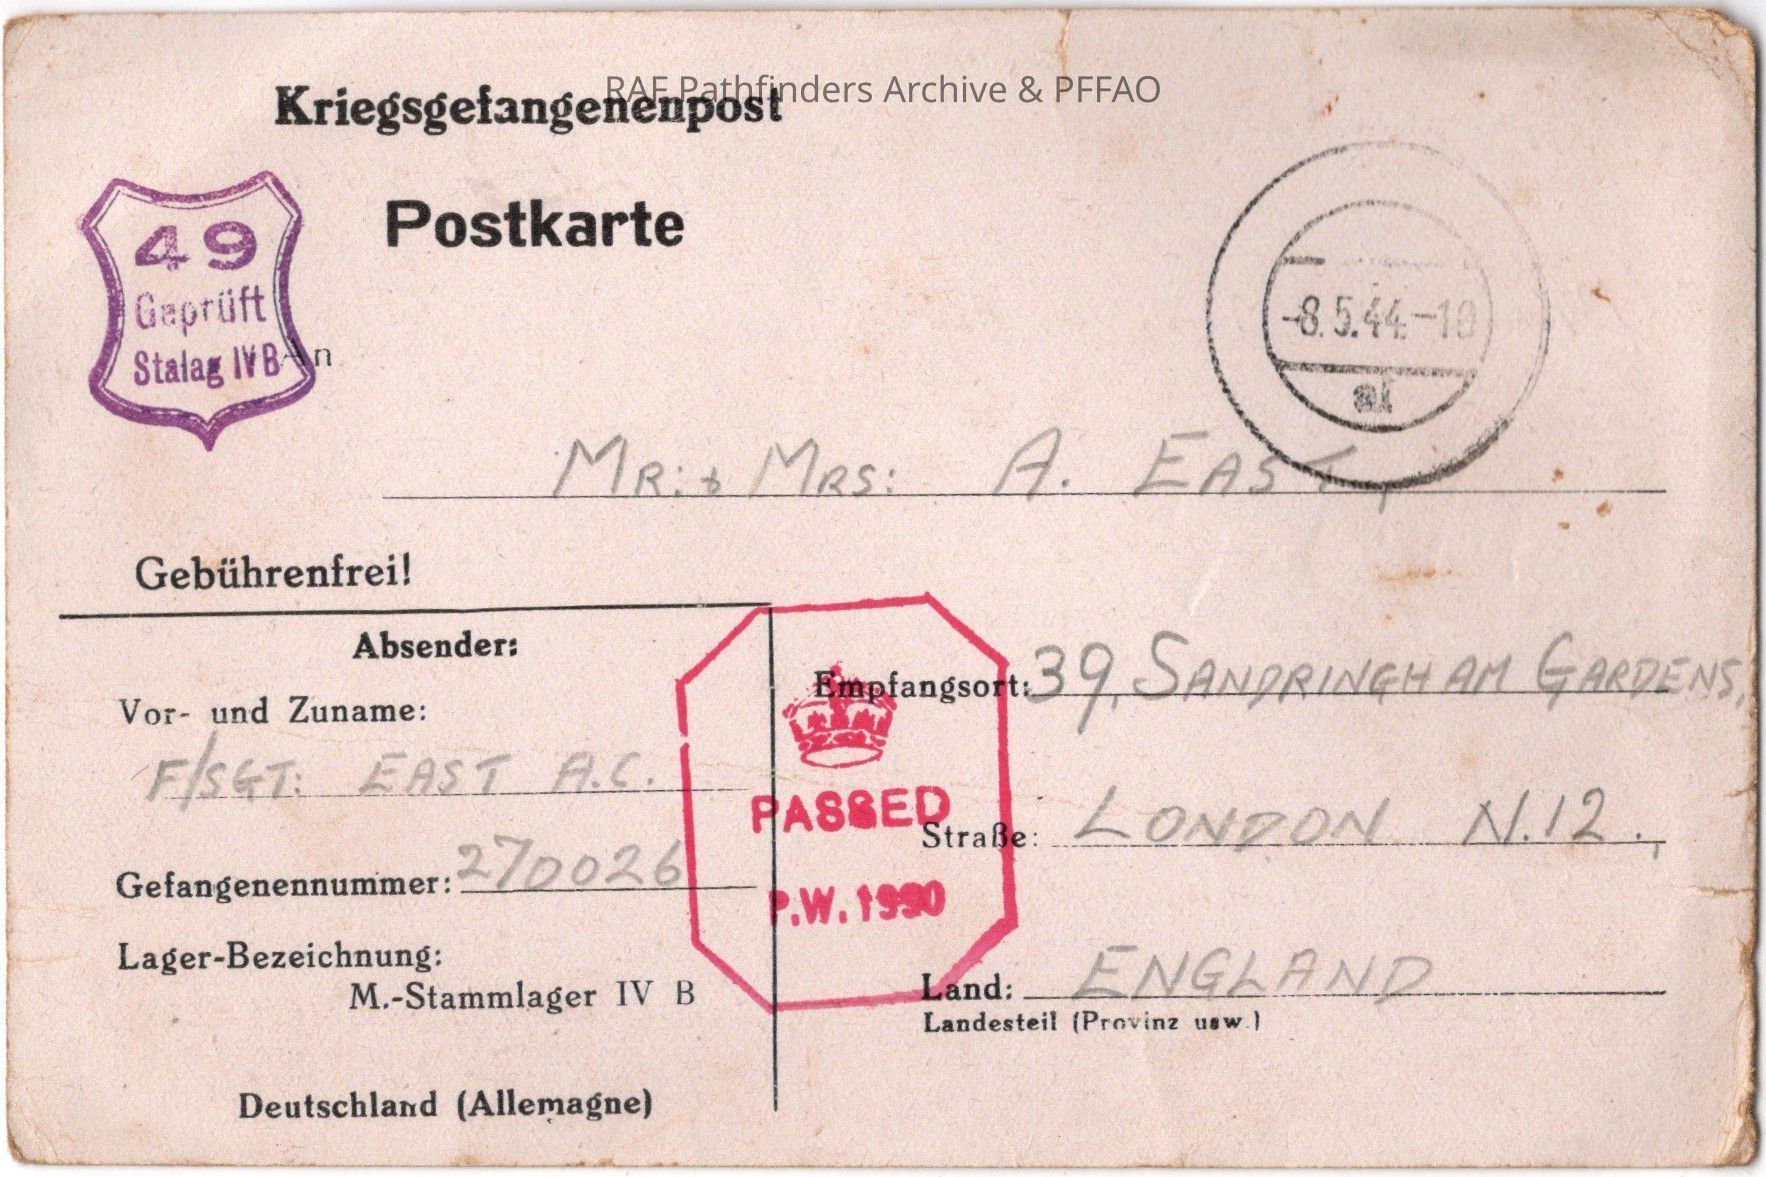 RAF Pathfinders Archive & PFFAO
Kriegsgefangenenpost
Postkarte
49
Geprüft
Stalag IV B
An
-8.5.44.-10
MR: & MRS: A. EAST,
Gebührenfrei!
Absender:
Vor- und Zuname:
F/SGT: EAST A.C.
Gefangenennummer: 270026
Lager-Bezeichnung:
M.-Stammlager IV B
Deutschland (Allemagne)
PASSED
P.W. 1990
Empfangsort: 39, SANDRINGHAM GARDENS,
Straße: LONDON N.12.,
Land: ENGLAND
Landesteil (Provinz usw.)